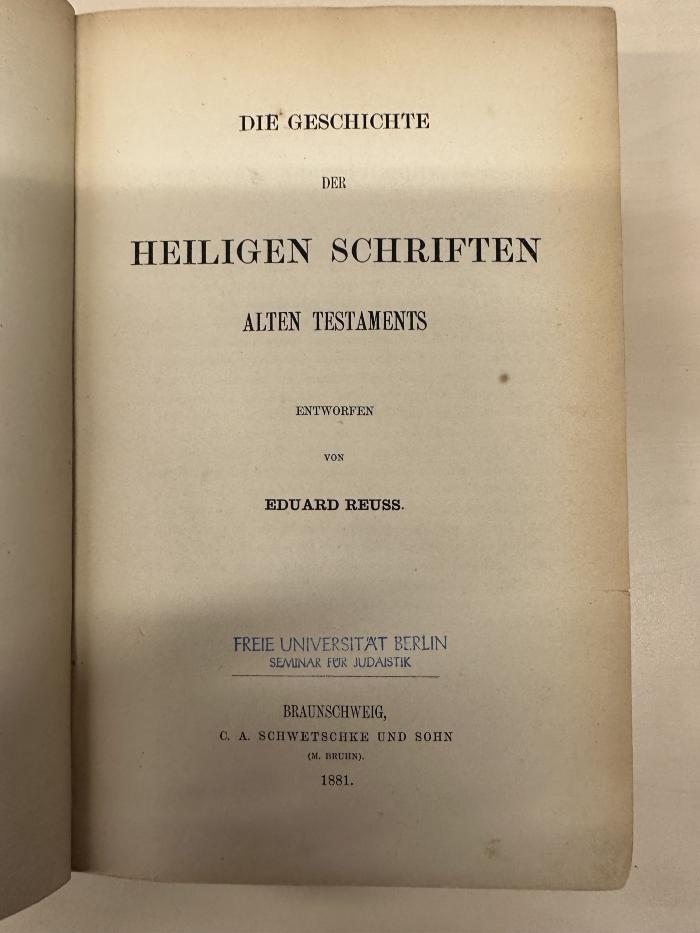 DIE GESCHICHTE
DER
HEILIGEN SCHRIFTEN
ALTEN TESTAMENTS
ENTWORFEN
VON
EDUARD REUSS.
FREIE UNIVERSITÄT BERLIN
SEMINAR FÜR JUDAISTIK
BRAUNSCHWEIG,
C. A. SCHWETSCHKE UND SOHN
(M. BRUHN).
1881.